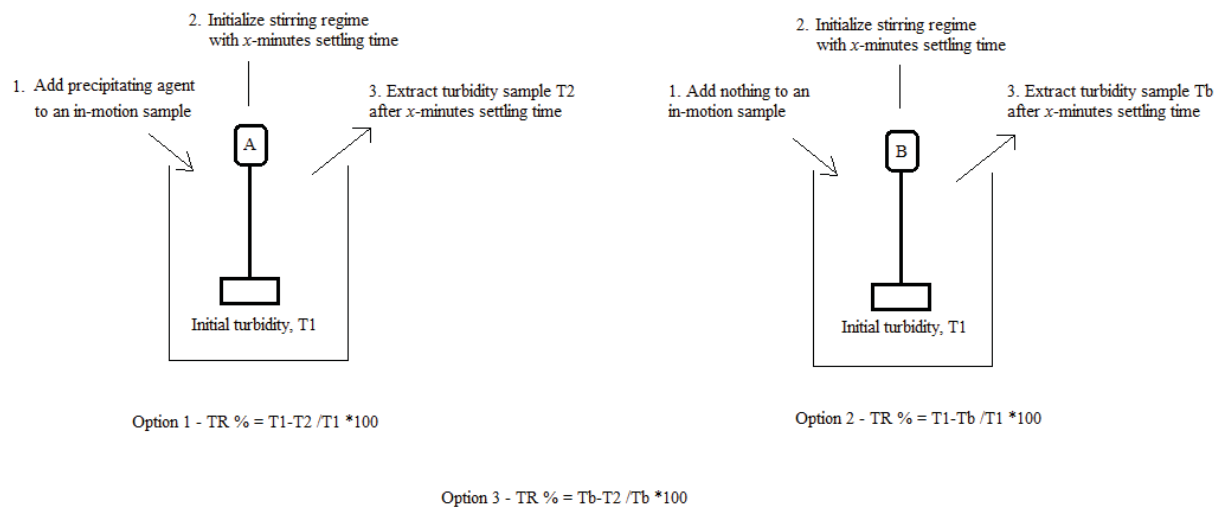 2. Initialize stirring regime
with x-minutes settling time
1. Add precipitating agent
to an in-motion sample
3. Extract turbidity sample T2
after x-minutes settling time
A
Initial turbidity, T1
Option 1 - TR % = T1-T2 /T1 *100
2. Initialize stirring regime
with x-minutes settling time
1. Add nothing to an
in-motion sample
3. Extract turbidity sample Tb
after x-minutes settling time
B
Initial turbidity, T1
Option 2 - TR % = T1-Tb /T1 *100
Option 3 - TR % = Tb-T2 /Tb *100